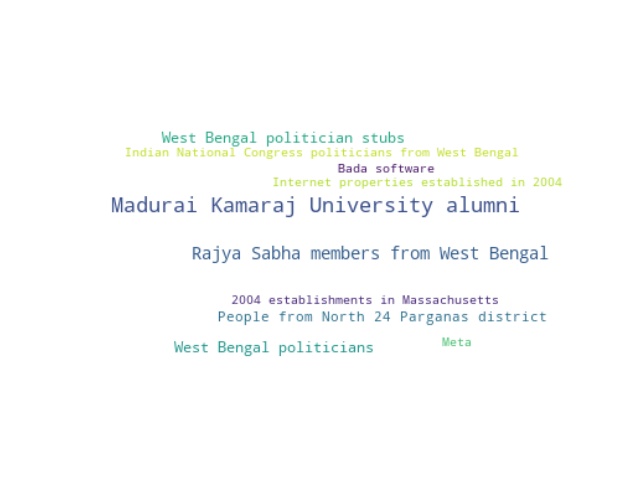 West Bengal politician stubs
Indian National Congress politicians from West Bengal
Bada software
Internet properties established in 2004
Madurai Kamaraj University alumni
Rajya Sabha members from West Bengal
2004 establishments in Massachusetts
People from North 24 Parganas district
Meta
West Bengal politicians